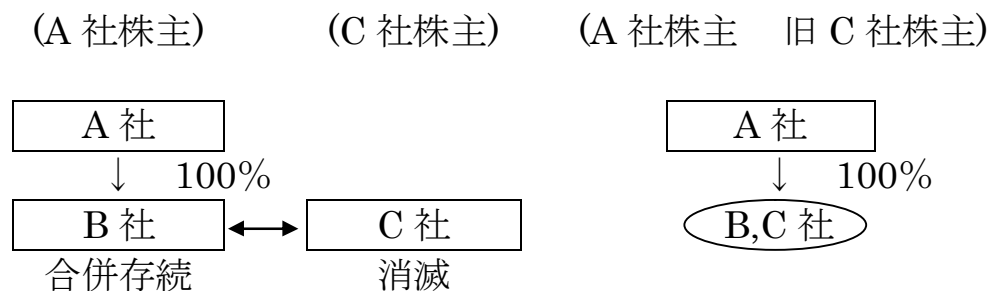 (A 社株主) (C 社株主) (A 社株主 旧 C 社株主)
A 社 A 社
↓ 100% ↓ 100%
B 社 C 社 B,C 社
合併存続 消滅